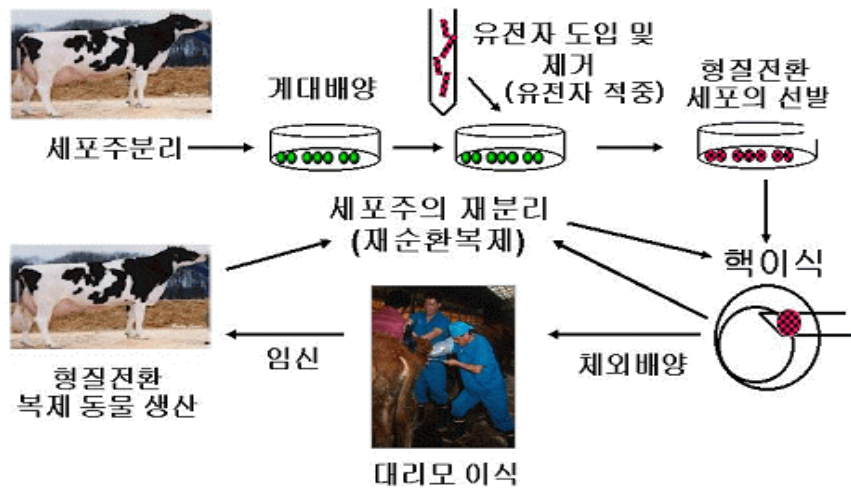 세포주분리
계대배양
유전자 도입 및
제거
(유전자 적중)
형질전환
세포의 선발
핵이식
체외배양
대리모 이식
임신
형질전환
복제 동물 생산
세포주의 재분리
(재순환복제)